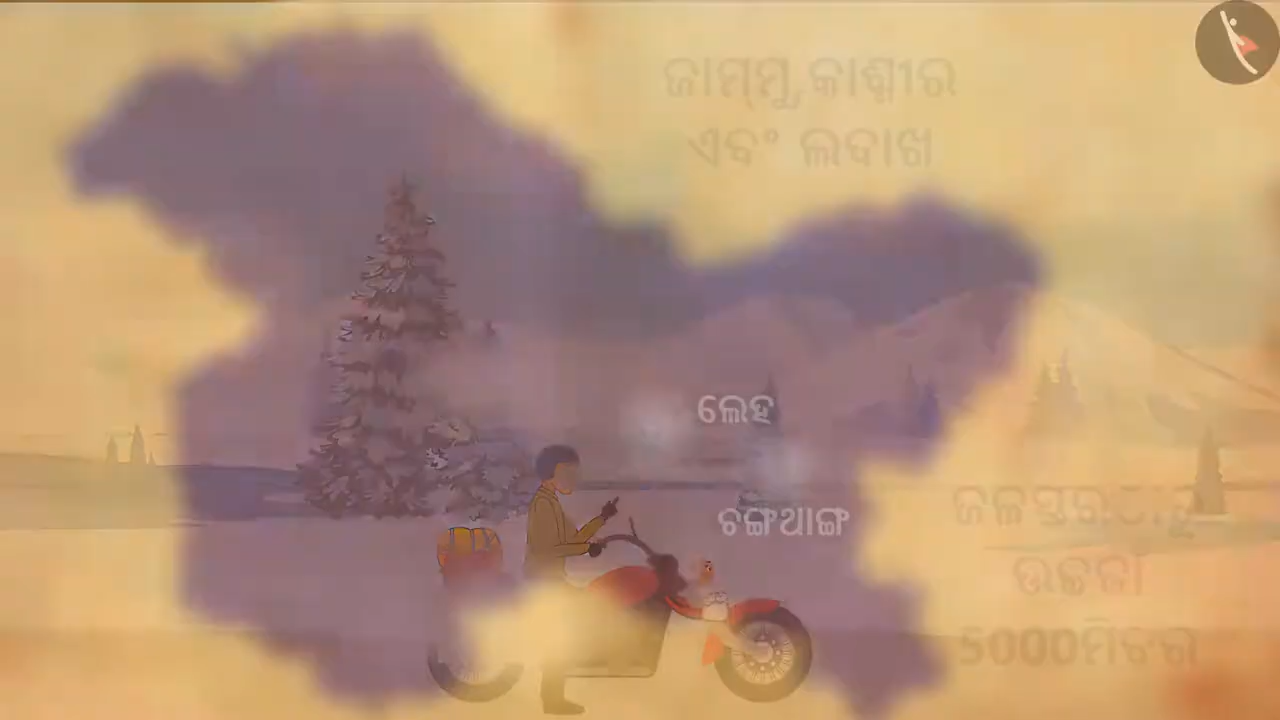 ଜାମ୍ମୁ,କାଶ୍ମୀର
ଏବଂ ଲଦାଖ
ଲେହ
ଚଙ୍ଗଥାଙ୍ଗ
ଉଚ୍ଚତା
5000ମିଟର